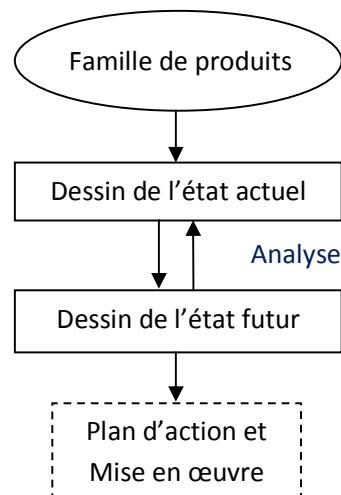 Famille de produits
Dessin de l'état actuel
Analyse
Dessin de l'état futur
Plan d'action et
Mise en œuvre